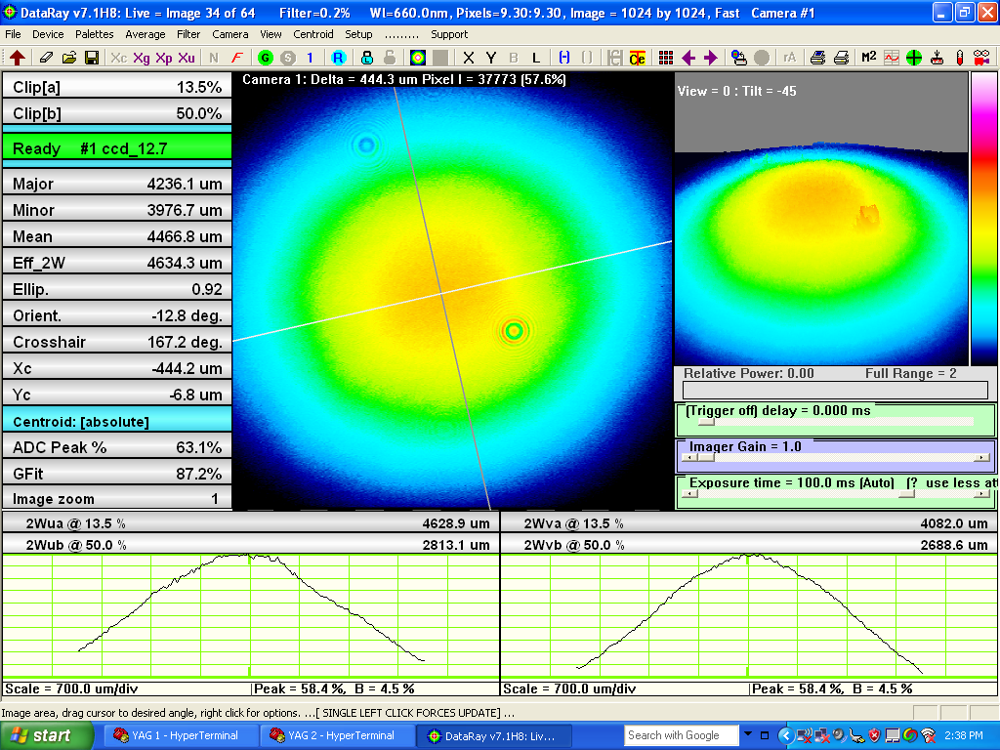 DataRay v7.1H8: Live = Image 34 of 64 Filter=0.2% Wl=660.0nm, Pixels=9.30:9.30, Image = 1024 by 1024, Fast Camera #1
File Device Palettes Average Filter Camera View Centroid Setup ......... Support
Xc Xg Xp Xu N F G S 1 R X Y B L rA M²
Clip[a] 13.5%
Clip[b] 50.0%
Ready #1 ccd_12.7
Major 4236.1 um
Minor 3976.7 um
Mean 4466.8 um
Eff_2W 4634.3 um
Ellip. 0.92
Orient. -12.8 deg.
Crosshair 167.2 deg.
Xc -444.2 um
Yc -6.8 um
Centroid: [absolute]
ADC Peak % 63.1%
GFit 87.2%
Image zoom 1
Camera 1: Delta = 444.3 um Pixel I = 37773 (57.6%)
View = 0 : Tilt = -45
Relative Power: 0.00 Full Range = 2
(Trigger off) delay = 0.000 ms
Imager Gain = 1.0
Exposure time = 100.0 ms (Auto) (? use less att
2Wua @ 13.5 % 4628.9 um
2Wub @ 50.0 % 2813.1 um
2Wva @ 13.5 % 4082.0 um
2Wvb @ 50.0 % 2688.6 um
Scale = 700.0 um/div Peak = 58.4 %, B = 4.5 %
Scale = 700.0 um/div Peak = 58.4 %, B = 4.5 %
Image area, drag cursor to desired angle, right click for options. ...[ SINGLE LEFT CLICK FORCES UPDATE] ...
start YAG 1 - HyperTerminal YAG 2 - HyperTerminal DataRay v7.1H8: Liv... Search with Google 2:38 PM